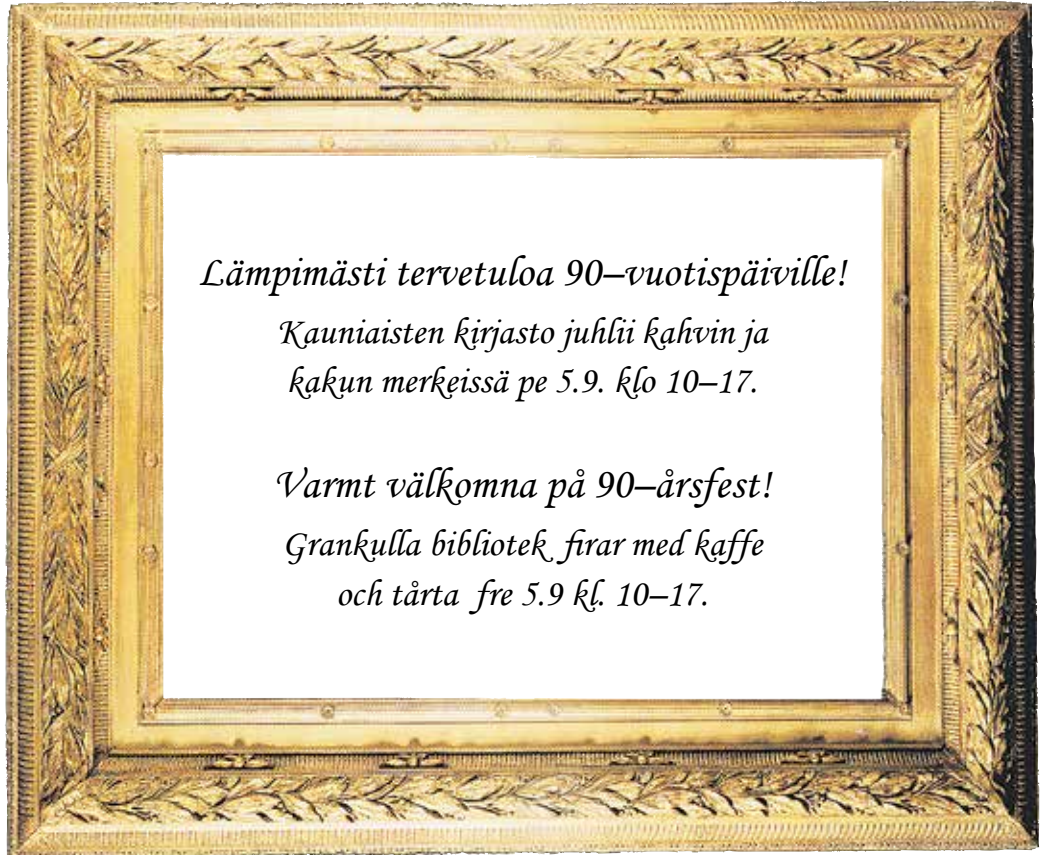 Lämpimästi tervetuloa 90–vuotispäiville!
Kauniaisten kirjasto juhlii kahvin ja
kakun merkeissä pe 5.9. klo 10–17.
Varmt välkomna på 90–årsfest!
Grankulla bibliotek firar med kaffe
och tårta fre 5.9 kl. 10–17.